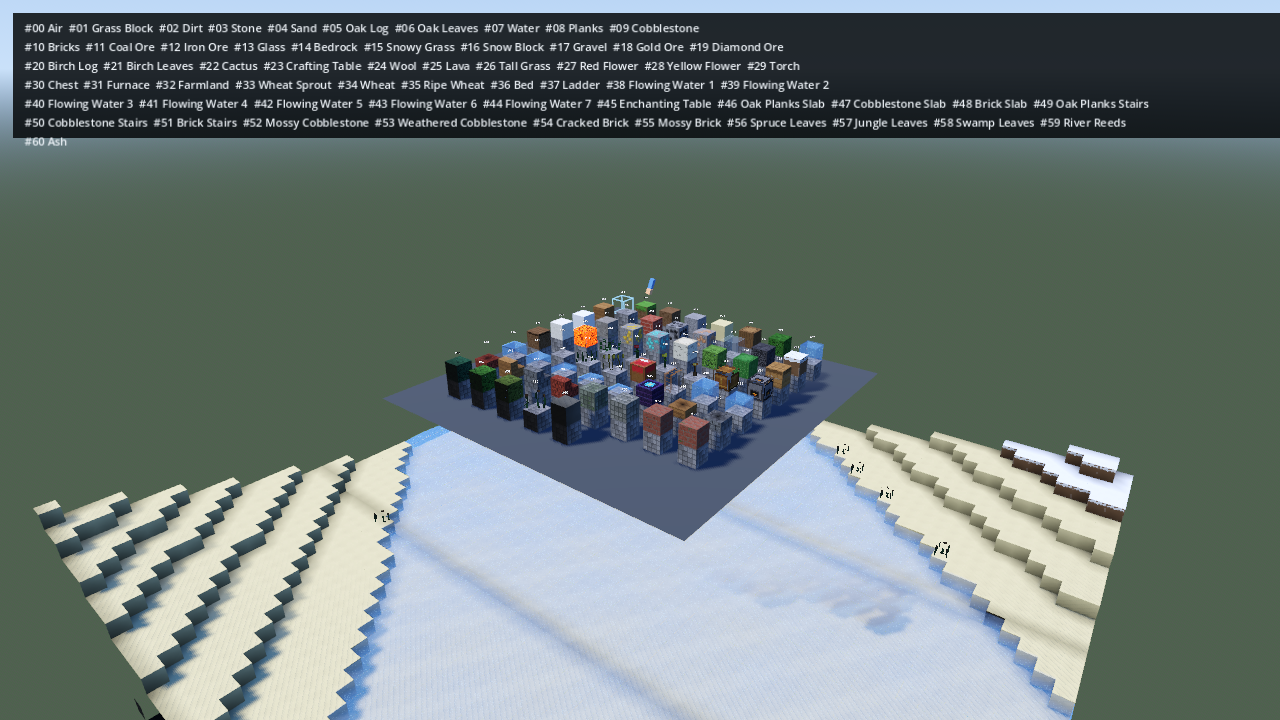 #00 Air #01 Grass Block #02 Dirt #03 Stone #04 Sand #05 Oak Log #06 Oak Leaves #07 Water #08 Planks #09 Cobblestone
#10 Bricks #11 Coal Ore #12 Iron Ore #13 Glass #14 Bedrock #15 Snowy Grass #16 Snow Block #17 Gravel #18 Gold Ore #19 Diamond Ore
#20 Birch Log #21 Birch Leaves #22 Cactus #23 Crafting Table #24 Wool #25 Lava #26 Tall Grass #27 Red Flower #28 Yellow Flower #29 Torch
#30 Chest #31 Furnace #32 Farmland #33 Wheat Sprout #34 Wheat #35 Ripe Wheat #36 Bed #37 Ladder #38 Flowing Water 1 #39 Flowing Water 2
#40 Flowing Water 3 #41 Flowing Water 4 #42 Flowing Water 5 #43 Flowing Water 6 #44 Flowing Water 7 #45 Enchanting Table #46 Oak Planks Slab #47 Cobblestone Slab #48 Brick Slab #49 Oak Planks Stairs
#50 Cobblestone Stairs #51 Brick Stairs #52 Mossy Cobblestone #53 Weathered Cobblestone #54 Cracked Brick #55 Mossy Brick #56 Spruce Leaves #57 Jungle Leaves #58 Swamp Leaves #59 River Reeds
#60 Ash